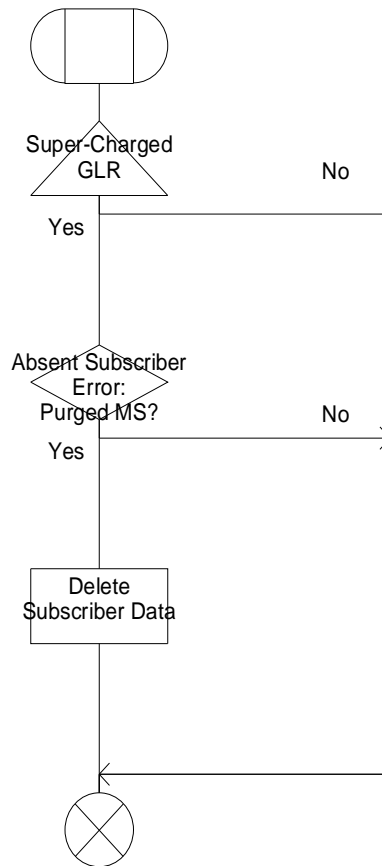 Super-Charged
GLR
No
Yes
Absent Subscriber
Error:
Purged MS?
No
Yes
Delete
Subscriber Data